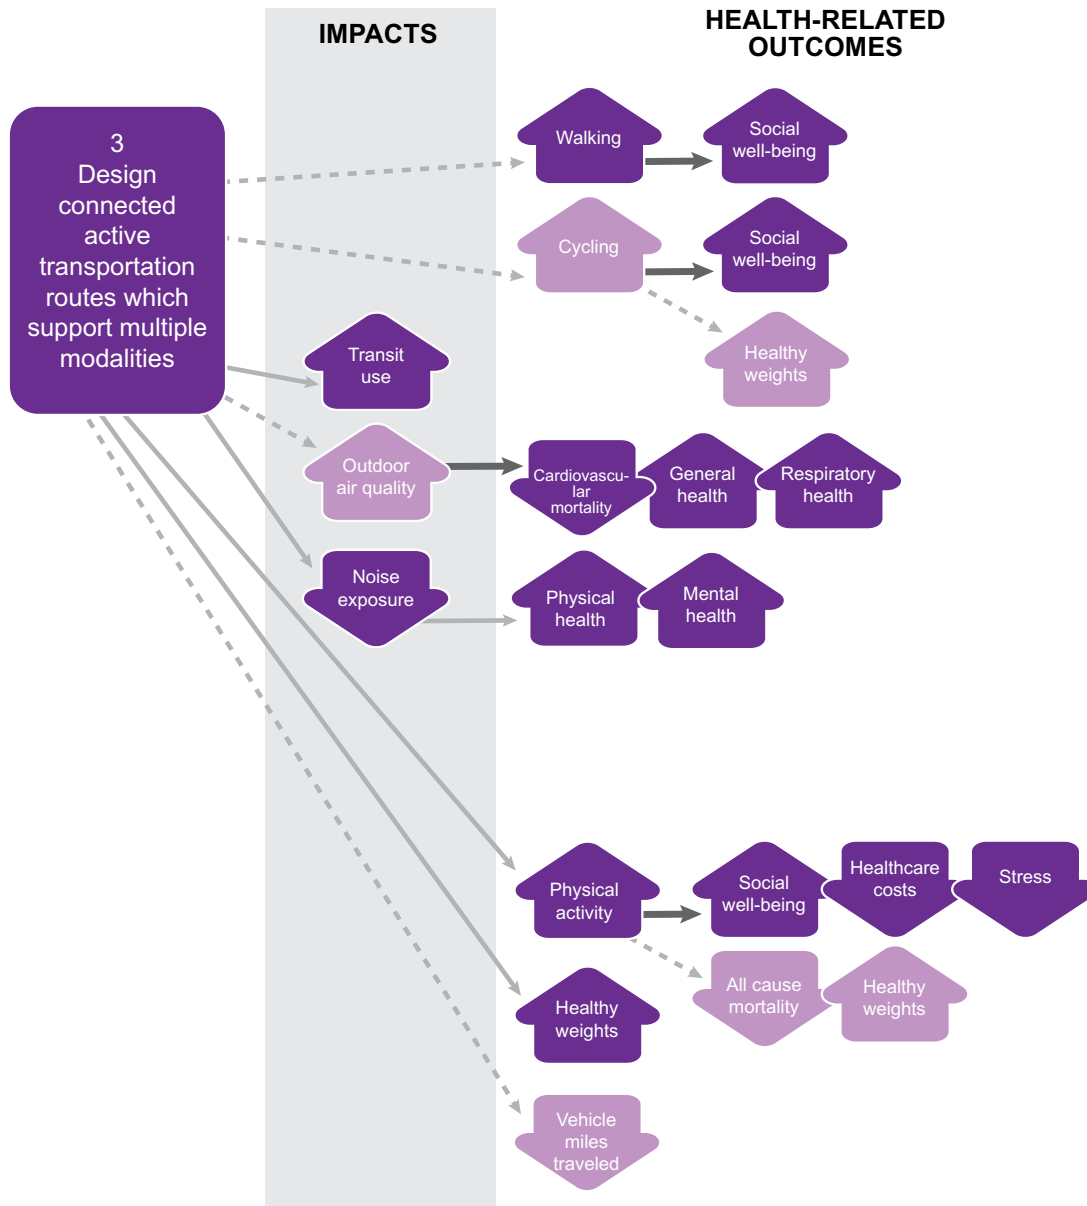 IMPACTS
HEALTH-RELATED
OUTCOMES
3
Design
connected
active
transportation
routes which
support multiple
modalities
Walking
Social
well-being
Cycling
Social
well-being
Healthy
weights
Transit
use
Outdoor
air quality
Cardiovascu-
lar
mortality
General
health
Respiratory
health
Noise
exposure
Physical
health
Mental
health
Physical
activity
Social
well-being
Healthcare
costs
Stress
All cause
mortality
Healthy
weights
Healthy
weights
Vehicle
miles
traveled